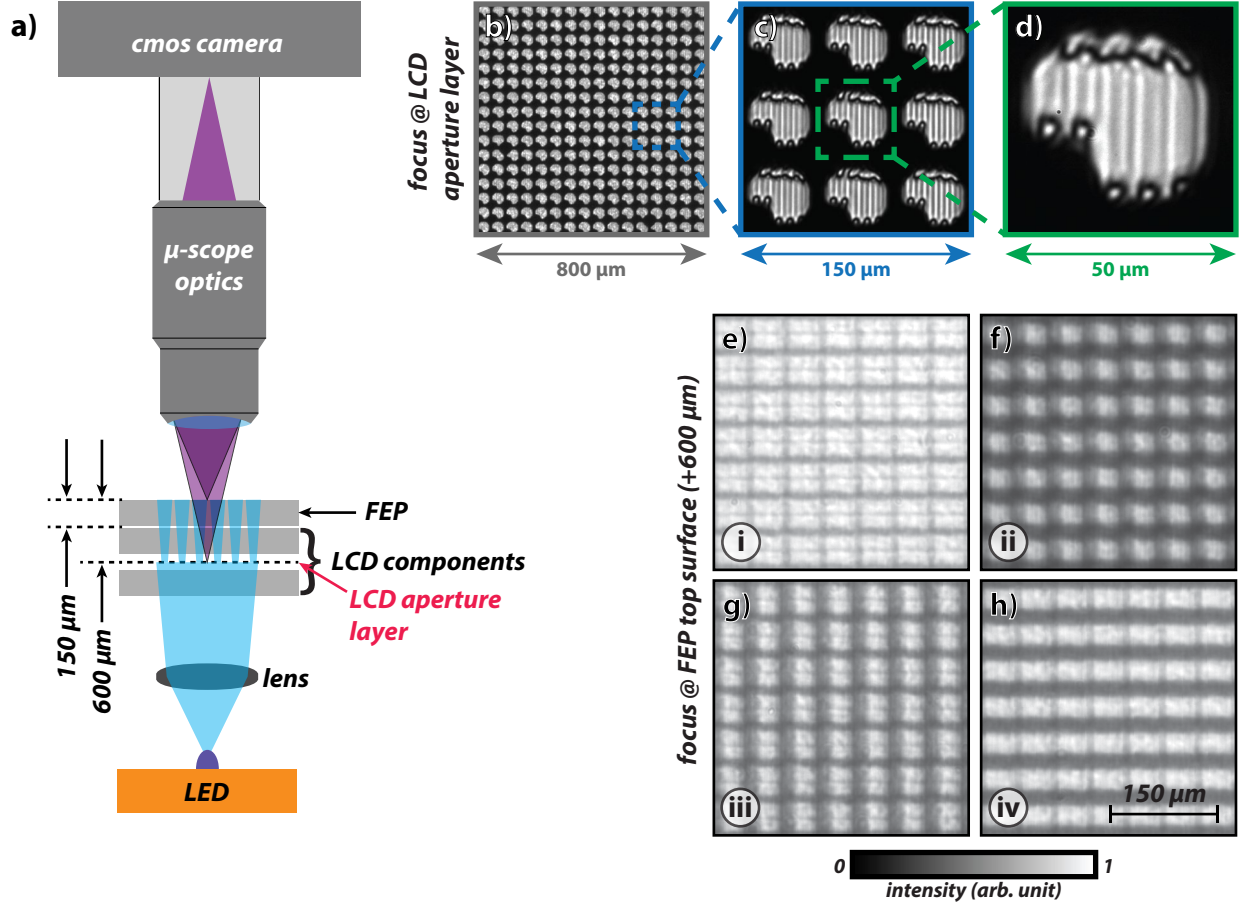 a)
cmos camera
μ-scope
optics
FEP
LCD components
LCD aperture
layer
150 μm
600 μm
lens
LED
focus @ LCD
aperture layer
b)
c)
d)
800 μm
150 μm
50 μm
focus @ FEP top surface (+600 μm)
e)
i
f)
ii
g)
iii
h)
iv
150 μm
0
1
intensity (arb. unit)